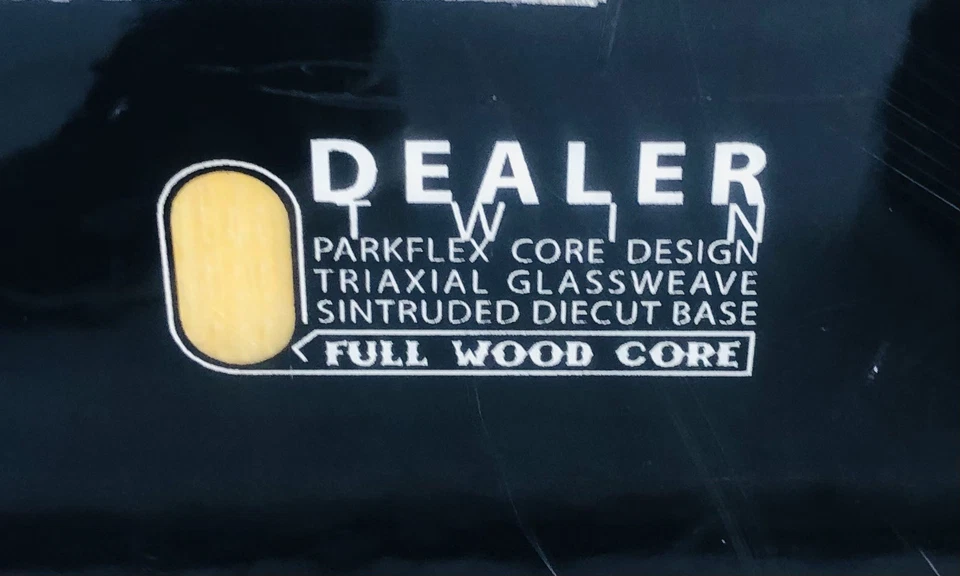 DEALER
TWIN
PARKFLEX CORE DESIGN
TRIAXIAL GLASSWEAVE
SINTRUDED DIECUT BASE
FULL WOOD CORE